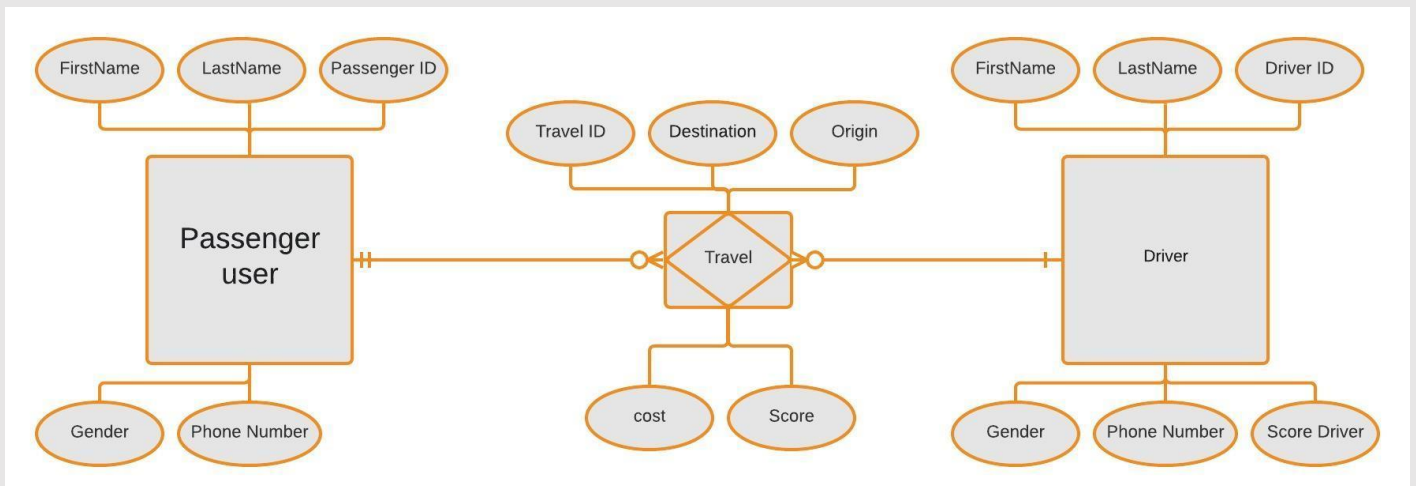 FirstName
LastName
Passenger ID
FirstName
LastName
Driver ID
Travel ID
Destination
Origin
Passenger
user
Travel
Driver
cost
Score
Gender
Phone Number
Gender
Phone Number
Score Driver